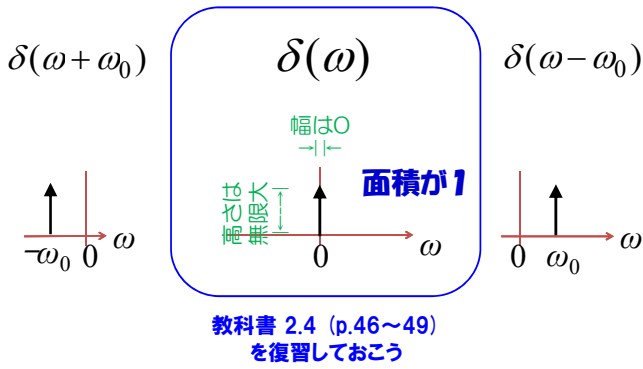 δ(ω+ω₀)
δ(ω)
δ(ω−ω₀)
幅は0
面積が1
高さは
無限大
−ω₀ 0 ω
0 ω
0 ω₀ ω
教科書 2.4 (p.46～49)
を復習しておこう